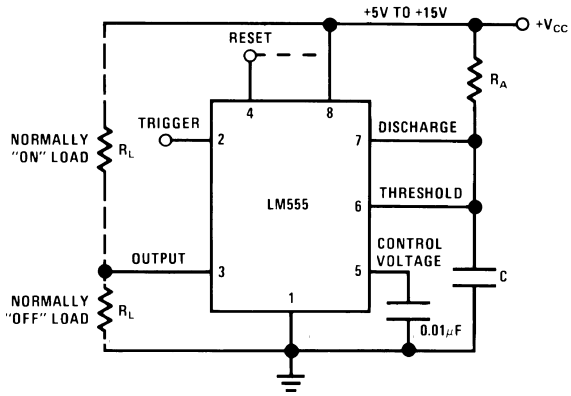 +5V TO +15V
+VCC
RESET
RA
4
8
TRIGGER
2
7
DISCHARGE
NORMALLY
"ON" LOAD
RL
LM555
6
THRESHOLD
OUTPUT
3
5
CONTROL
VOLTAGE
C
NORMALLY
"OFF" LOAD
RL
1
0.01μF